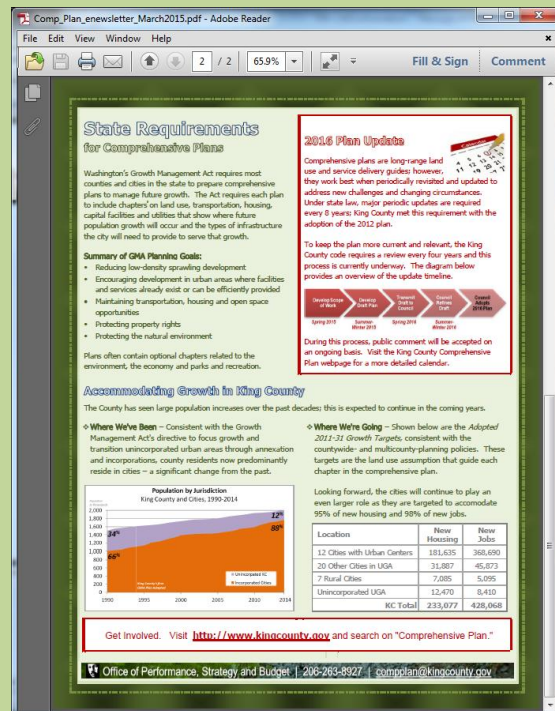 Comp_Plan_enewsletter_March2015.pdf - Adobe Reader
File Edit View Window Help
2 / 2 65.9% Fill & Sign Comment
State Requirements
for Comprehensive Plans
Washington's Growth Management Act requires most
counties and cities in the state to prepare comprehensive
plans to manage future growth. The Act requires each plan
to include chapters on land use, transportation, housing,
capital facilities and utilities that show where future
population growth will occur and the types of infrastructure
the city will need to provide to serve that growth.
Summary of GMA Planning Goals:
• Reducing low-density sprawling development
• Encouraging development in urban areas where facilities
and services already exist or can be efficiently provided
• Maintaining transportation, housing and open space
opportunities
• Protecting property rights
• Protecting the natural environment
Plans often contain optional chapters related to the
environment, the economy and parks and recreation.
2016 Plan Update
Comprehensive plans are long-range land
use and service delivery guides; however,
they work best when periodically revisited and updated to
address new challenges and changing circumstances.
Under state law, major periodic updates are required
every 8 years; King County met this requirement with the
adoption of the 2012 plan.
To keep the plan more current and relevant, the King
County code requires a review every four years and this
process is currently underway. The diagram below
provides an overview of the update timeline.
Develop Scope of Work
Develop Draft Plan
Transmit Draft to Council
Council Refines Draft
Council Adopts 2016 Plan
Spring 2015
Summer-Winter 2015
Spring 2016
Summer-Winter 2016
During this process, public comment will be accepted on
an ongoing basis. Visit the King County Comprehensive
Plan webpage for a more detailed calendar.
Accommodating Growth in King County
The County has seen large population increases over the past decades; this is expected to continue in the coming years.
❖ Where We've Been – Consistent with the Growth
Management Act's directive to focus growth and
transition unincorporated urban areas through annexation
and incorporations, county residents now predominantly
reside in cities – a significant change from the past.
Population by Jurisdiction
King County and Cities, 1990-2014
2,000
1,800
1,600
1,400
1,200
1,000
800
600
400
200
0
34%
66%
12%
88%
Unincorporated KC
Incorporated Cities
1990 1995 2000 2005 2010 2014
❖ Where We're Going – Shown below are the Adopted
2011-31 Growth Targets, consistent with the
countywide- and multicounty-planning policies. These
targets are the land use assumption that guide each
chapter in the comprehensive plan.
Looking forward, the cities will continue to play an
even larger role as they are targeted to accomodate
95% of new housing and 98% of new jobs.
Location New Housing New Jobs
12 Cities with Urban Centers 181,635 368,690
20 Other Cities in UGA 31,887 45,873
7 Rural Cities 7,085 5,095
Unincorporated UGA 12,470 8,410
KC Total 233,077 428,068
Get Involved. Visit http://www.kingcounty.gov and search on "Comprehensive Plan."
Office of Performance, Strategy and Budget | 206-263-8927 | compplan@kingcounty.gov